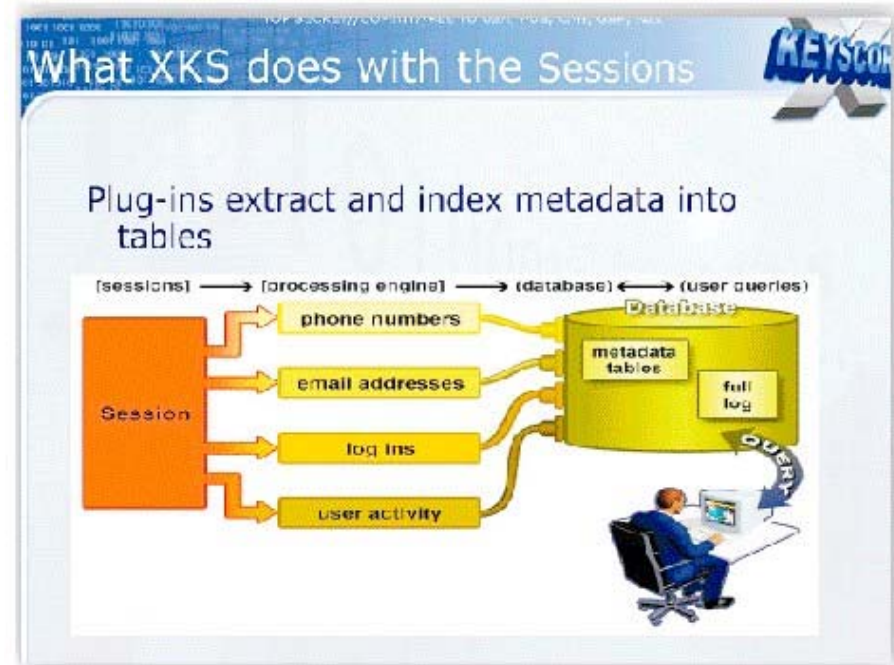 What XKS does with the Sessions
KEYSCOR
Plug-ins extract and index metadata into
tables
[sessions] → [processing engine] → (database) ↔ (user queries)
Database
phone numbers
email addresses
Session
log ins
user activity
metadata
tables
full
log
QUERY